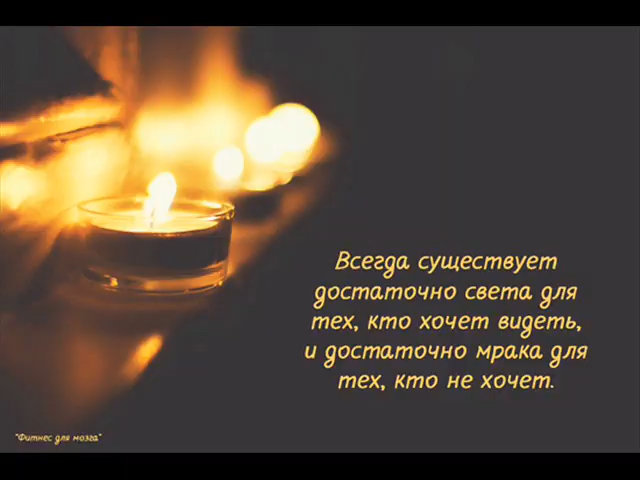 Всегда существует
достаточно света для
тех, кто хочет видеть,
и достаточно мрака для
тех, кто не хочет.
"Фитнес для мозга"